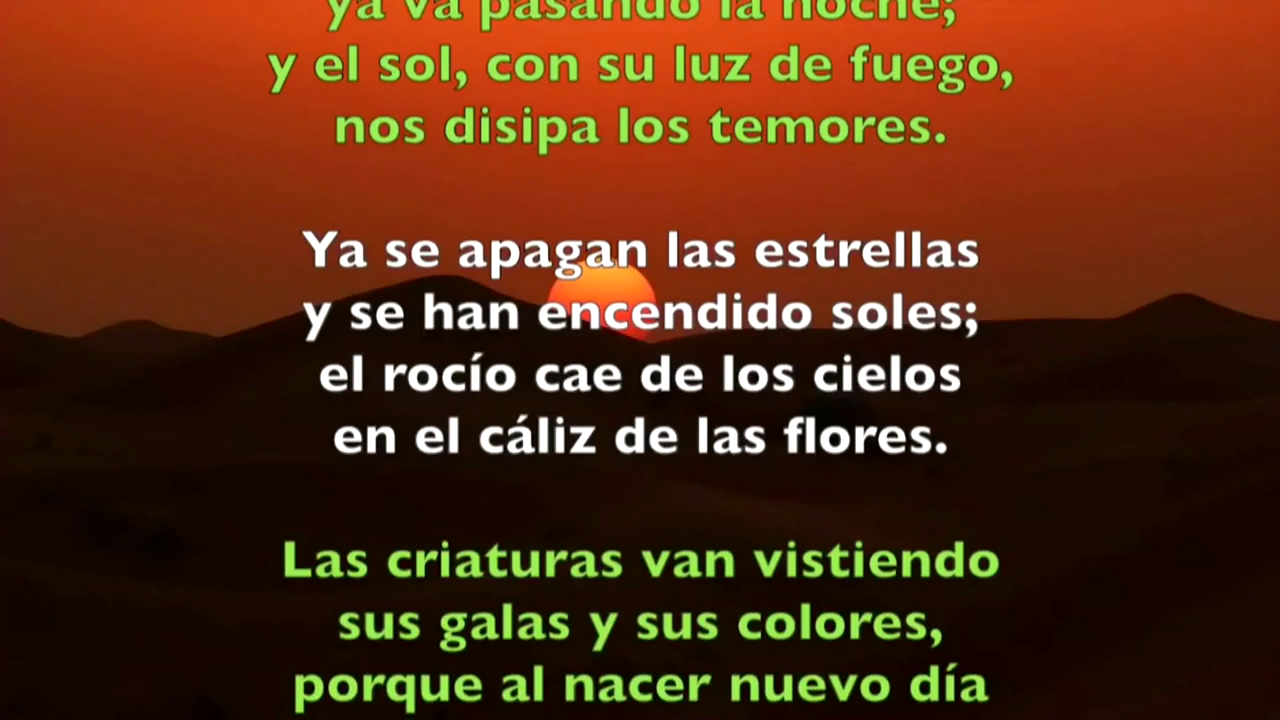 ya va pasando la noche;
y el sol, con su luz de fuego,
nos disipa los temores.
Ya se apagan las estrellas
y se han encendido soles;
el rocío cae de los cielos
en el cáliz de las flores.
Las criaturas van vistiendo
sus galas y sus colores,
porque al nacer nuevo día